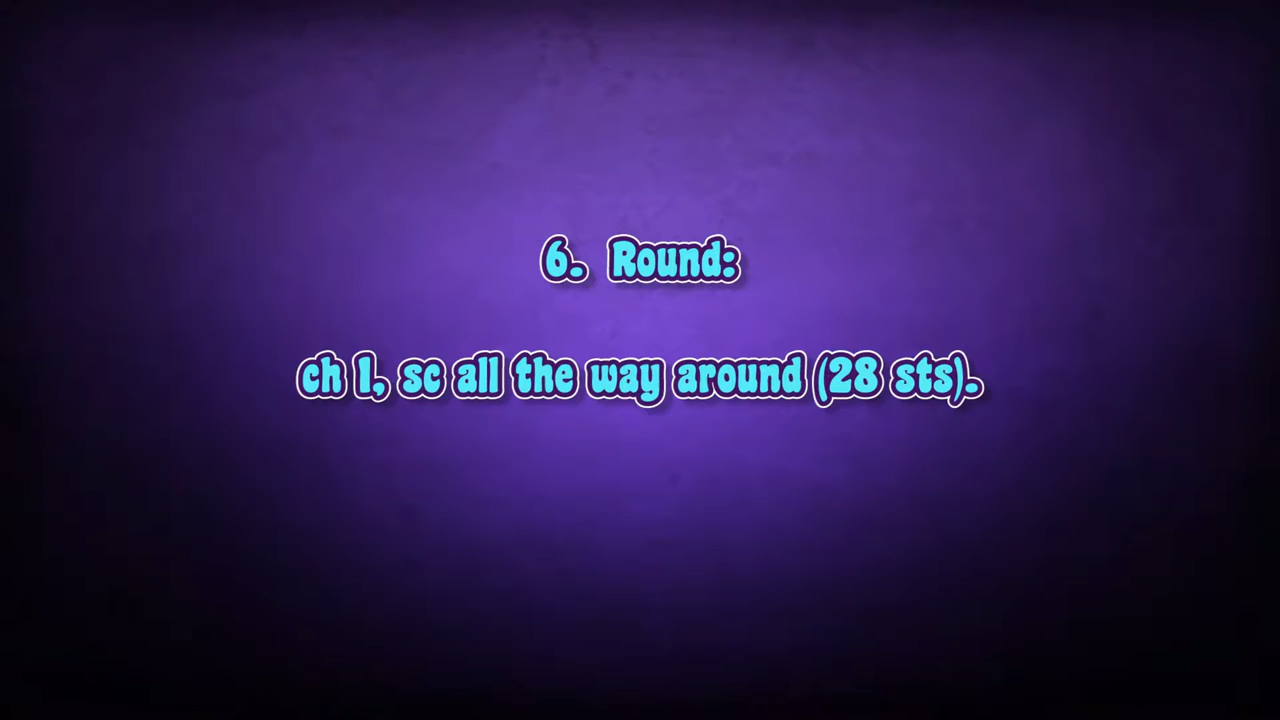 6. Round:
ch 1, sc all the way around (28 sts).